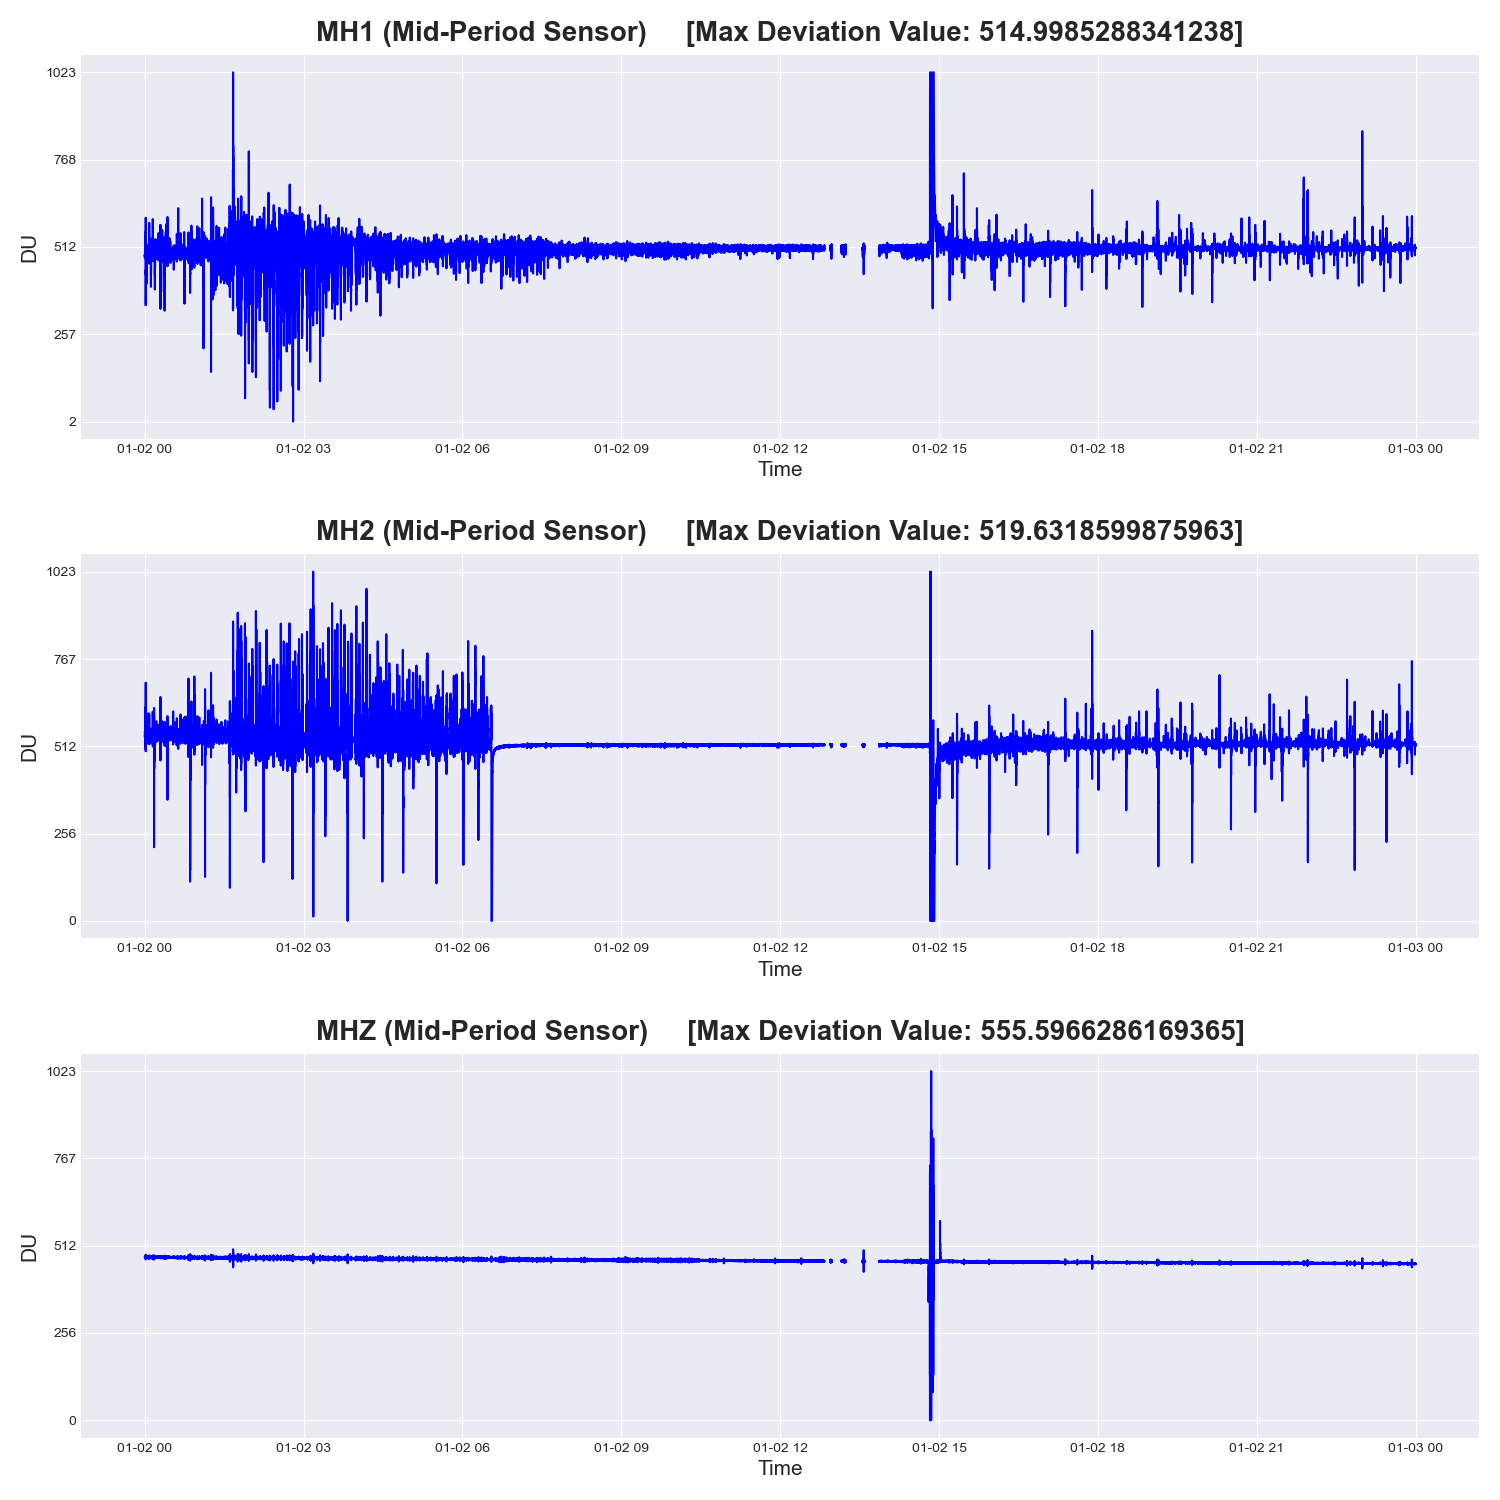 MH1 (Mid-Period Sensor) [Max Deviation Value: 514.9985288341238]
1023
768
512
257
2
DU
01-02 00 01-02 03 01-02 06 01-02 09 01-02 12 01-02 15 01-02 18 01-02 21 01-03 00
Time
MH2 (Mid-Period Sensor) [Max Deviation Value: 519.6318599875963]
1023
767
512
256
0
DU
01-02 00 01-02 03 01-02 06 01-02 09 01-02 12 01-02 15 01-02 18 01-02 21 01-03 00
Time
MHZ (Mid-Period Sensor) [Max Deviation Value: 555.5966286169365]
1023
767
512
256
0
DU
01-02 00 01-02 03 01-02 06 01-02 09 01-02 12 01-02 15 01-02 18 01-02 21 01-03 00
Time